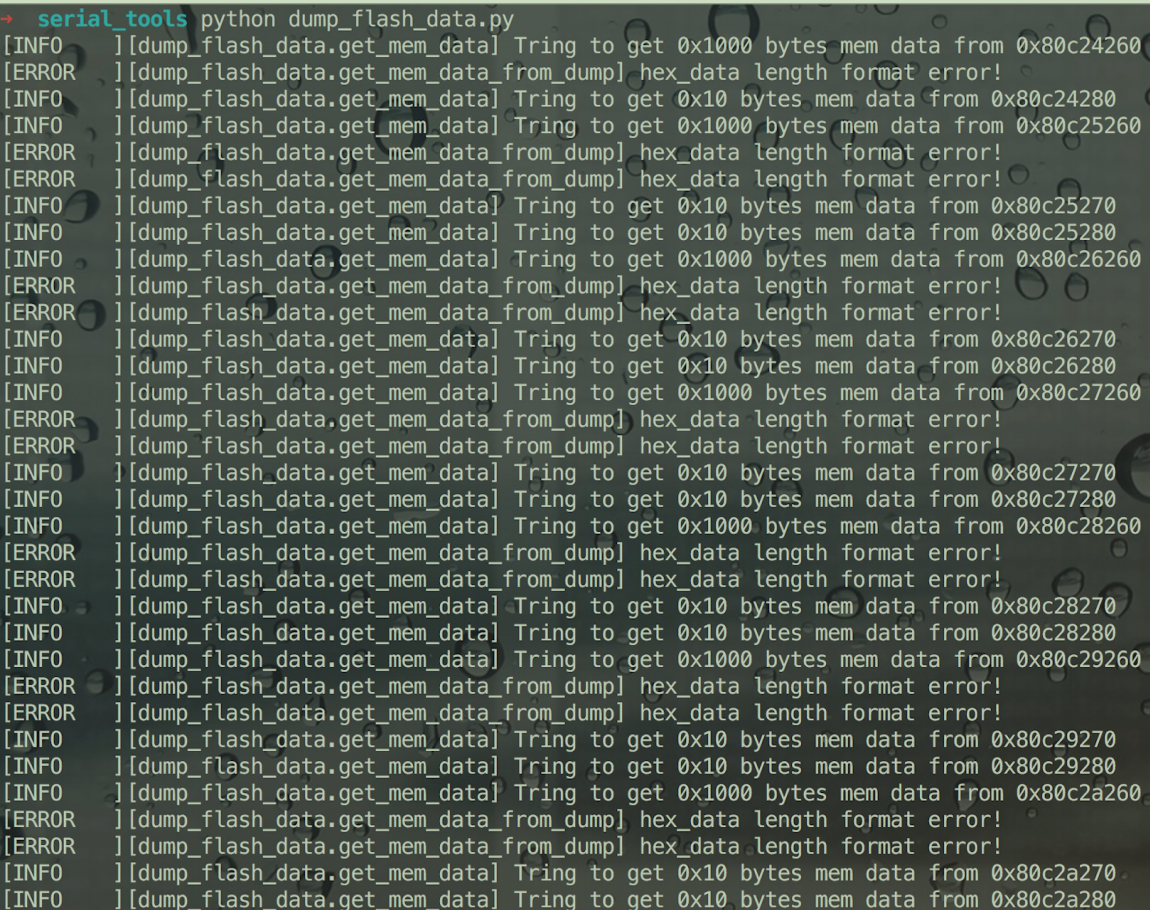 →  serial_tools python dump_flash_data.py
[INFO    ][dump_flash_data.get_mem_data] Tring to get 0x1000 bytes mem data from 0x80c24260
[ERROR   ][dump_flash_data.get_mem_data_from_dump] hex_data length format error!
[INFO    ][dump_flash_data.get_mem_data] Tring to get 0x10 bytes mem data from 0x80c24280
[INFO    ][dump_flash_data.get_mem_data] Tring to get 0x1000 bytes mem data from 0x80c25260
[ERROR   ][dump_flash_data.get_mem_data_from_dump] hex_data length format error!
[ERROR   ][dump_flash_data.get_mem_data_from_dump] hex_data length format error!
[INFO    ][dump_flash_data.get_mem_data] Tring to get 0x10 bytes mem data from 0x80c25270
[INFO    ][dump_flash_data.get_mem_data] Tring to get 0x10 bytes mem data from 0x80c25280
[INFO    ][dump_flash_data.get_mem_data] Tring to get 0x1000 bytes mem data from 0x80c26260
[ERROR   ][dump_flash_data.get_mem_data_from_dump] hex_data length format error!
[ERROR   ][dump_flash_data.get_mem_data_from_dump] hex_data length format error!
[INFO    ][dump_flash_data.get_mem_data] Tring to get 0x10 bytes mem data from 0x80c26270
[INFO    ][dump_flash_data.get_mem_data] Tring to get 0x10 bytes mem data from 0x80c26280
[INFO    ][dump_flash_data.get_mem_data] Tring to get 0x1000 bytes mem data from 0x80c27260
[ERROR   ][dump_flash_data.get_mem_data_from_dump] hex_data length format error!
[ERROR   ][dump_flash_data.get_mem_data_from_dump] hex_data length format error!
[INFO    ][dump_flash_data.get_mem_data] Tring to get 0x10 bytes mem data from 0x80c27270
[INFO    ][dump_flash_data.get_mem_data] Tring to get 0x10 bytes mem data from 0x80c27280
[INFO    ][dump_flash_data.get_mem_data] Tring to get 0x1000 bytes mem data from 0x80c28260
[ERROR   ][dump_flash_data.get_mem_data_from_dump] hex_data length format error!
[ERROR   ][dump_flash_data.get_mem_data_from_dump] hex_data length format error!
[INFO    ][dump_flash_data.get_mem_data] Tring to get 0x10 bytes mem data from 0x80c28270
[INFO    ][dump_flash_data.get_mem_data] Tring to get 0x10 bytes mem data from 0x80c28280
[INFO    ][dump_flash_data.get_mem_data] Tring to get 0x1000 bytes mem data from 0x80c29260
[ERROR   ][dump_flash_data.get_mem_data_from_dump] hex_data length format error!
[ERROR   ][dump_flash_data.get_mem_data_from_dump] hex_data length format error!
[INFO    ][dump_flash_data.get_mem_data] Tring to get 0x10 bytes mem data from 0x80c29270
[INFO    ][dump_flash_data.get_mem_data] Tring to get 0x10 bytes mem data from 0x80c29280
[INFO    ][dump_flash_data.get_mem_data] Tring to get 0x1000 bytes mem data from 0x80c2a260
[ERROR   ][dump_flash_data.get_mem_data_from_dump] hex_data length format error!
[ERROR   ][dump_flash_data.get_mem_data_from_dump] hex_data length format error!
[INFO    ][dump_flash_data.get_mem_data] Tring to get 0x10 bytes mem data from 0x80c2a270
[INFO    ][dump_flash_data.get_mem_data] Tring to get 0x10 bytes mem data from 0x80c2a280